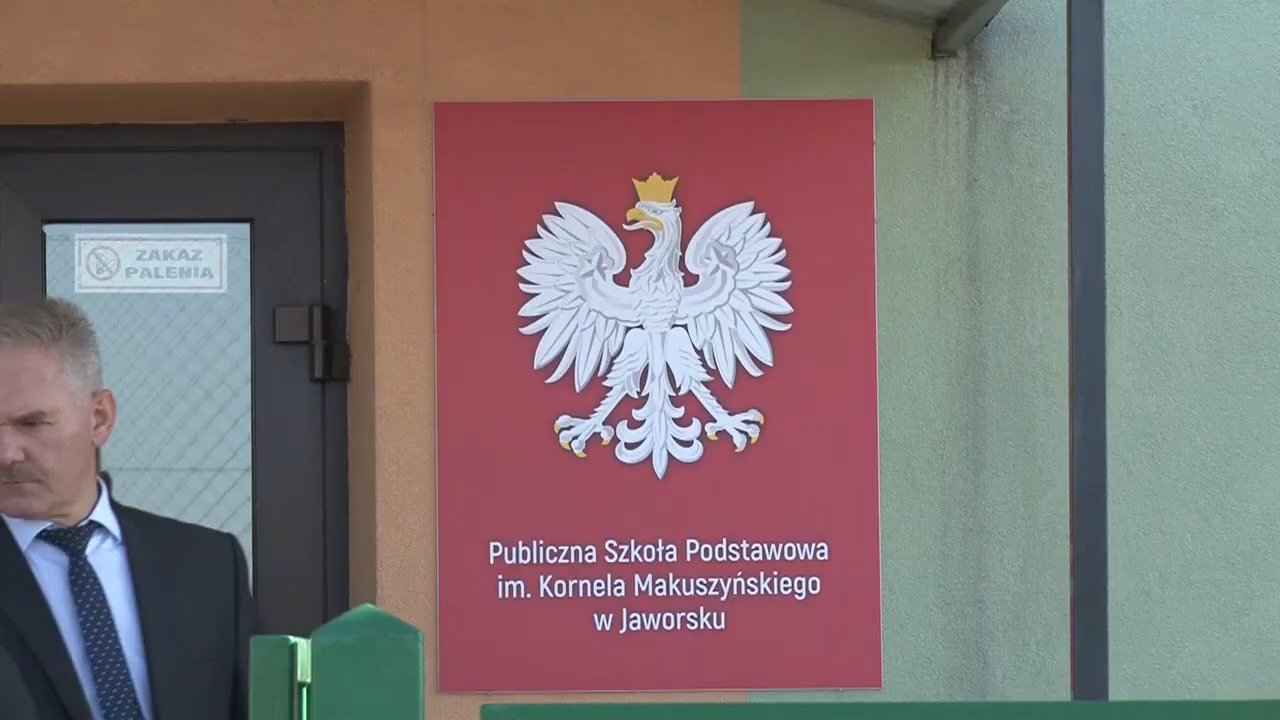 ZAKAZ
PALENIA
Publiczna Szkoła Podstawowa
im. Kornela Makuszyńskiego
w Jaworsku